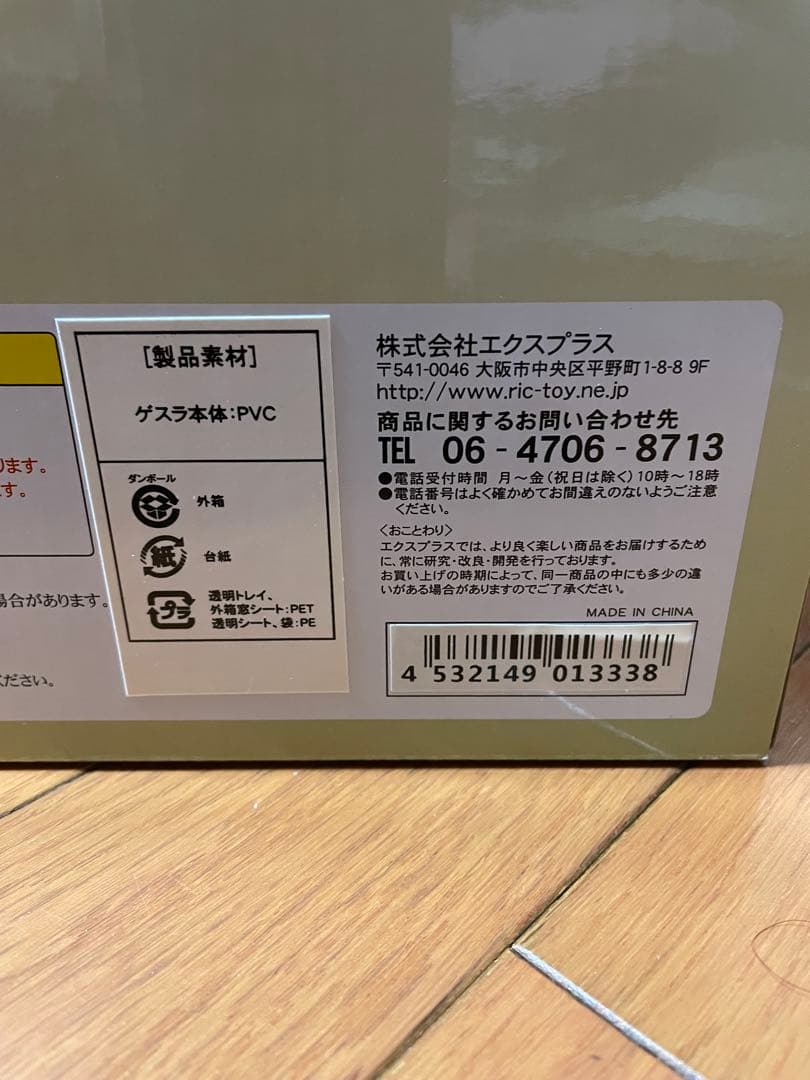 ります。
す。
場合があります。
ください。
[製品素材]
ゲスラ本体:PVC
ダンボール
外箱
紙
台紙
プラ
透明トレイ、
外箱窓シート:PET
透明シート、袋:PE
株式会社エクスプラス
〒541-0046 大阪市中央区平野町1-8-8 9F
http://www.ric-toy.ne.jp
商品に関するお問い合わせ先
TEL 06-4706-8713
●電話受付時間 月～金(祝日は除く)10時～18時
●電話番号はよく確かめてお間違えのないようご注意
ください。
〈おことわり〉
エクスプラスでは、より良く楽しい商品をお届けするため
に、常に研究・改良・開発を行っております。
お買い上げの時期によって、同一商品の中にも多少の違
いがある場合がありますのでご了承ください。
MADE IN CHINA
4 532149 013338